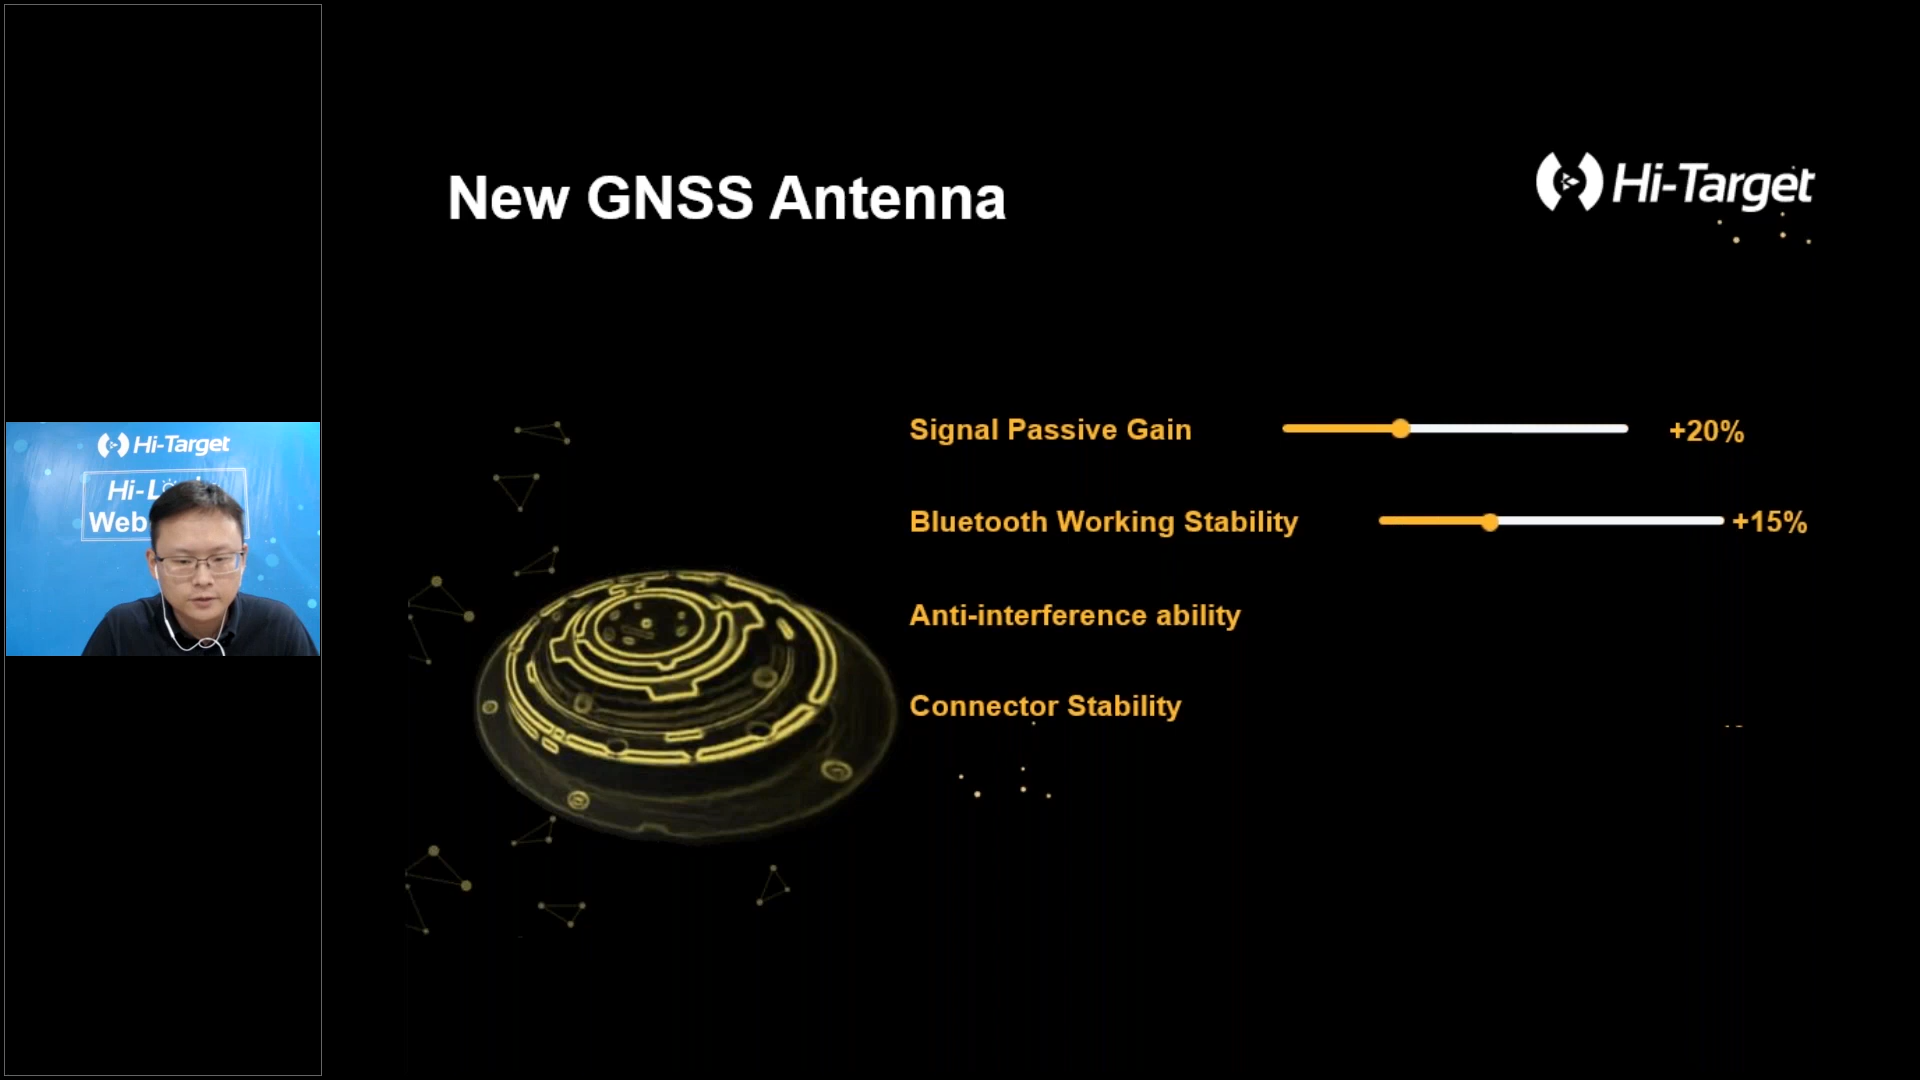 New GNSS Antenna
Hi-Target
Signal Passive Gain +20%
Bluetooth Working Stability +15%
Anti-interference ability
Connector Stability
Hi-Target
Hi-L
Web